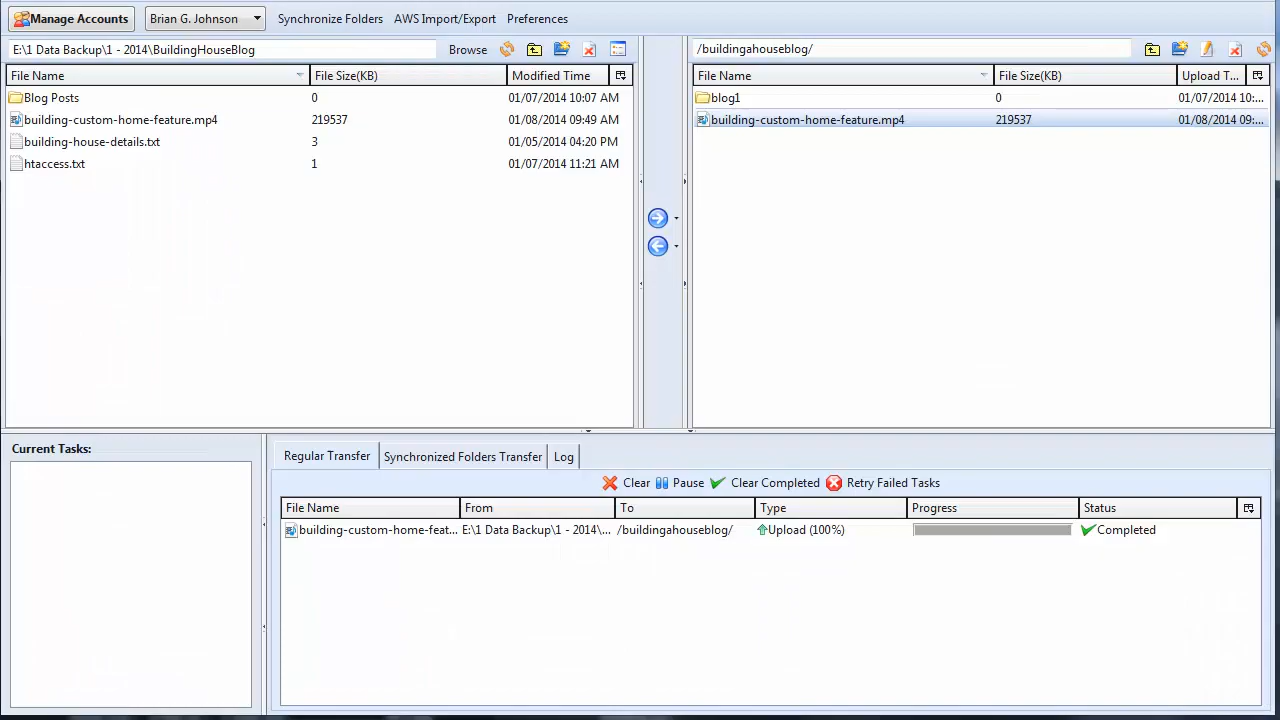 Manage Accounts Brian G. Johnson Synchronize Folders AWS Import/Export Preferences
E:\1 Data Backup\1 - 2014\BuildingHouseBlog Browse /buildingahouseblog/
File Name File Size(KB) Modified Time File Name File Size(KB) Upload T...
Blog Posts 0 01/07/2014 10:07 AM blog1 0 01/07/2014 10:...
building-custom-home-feature.mp4 219537 01/08/2014 09:49 AM building-custom-home-feature.mp4 219537 01/08/2014 09:...
building-house-details.txt 3 01/05/2014 04:20 PM
htaccess.txt 1 01/07/2014 11:21 AM
Current Tasks: Regular Transfer Synchronized Folders Transfer Log
Clear Pause Clear Completed Retry Failed Tasks
File Name From To Type Progress Status
building-custom-home-feat... E:\1 Data Backup\1 - 2014\... /buildingahouseblog/ Upload (100%) Completed